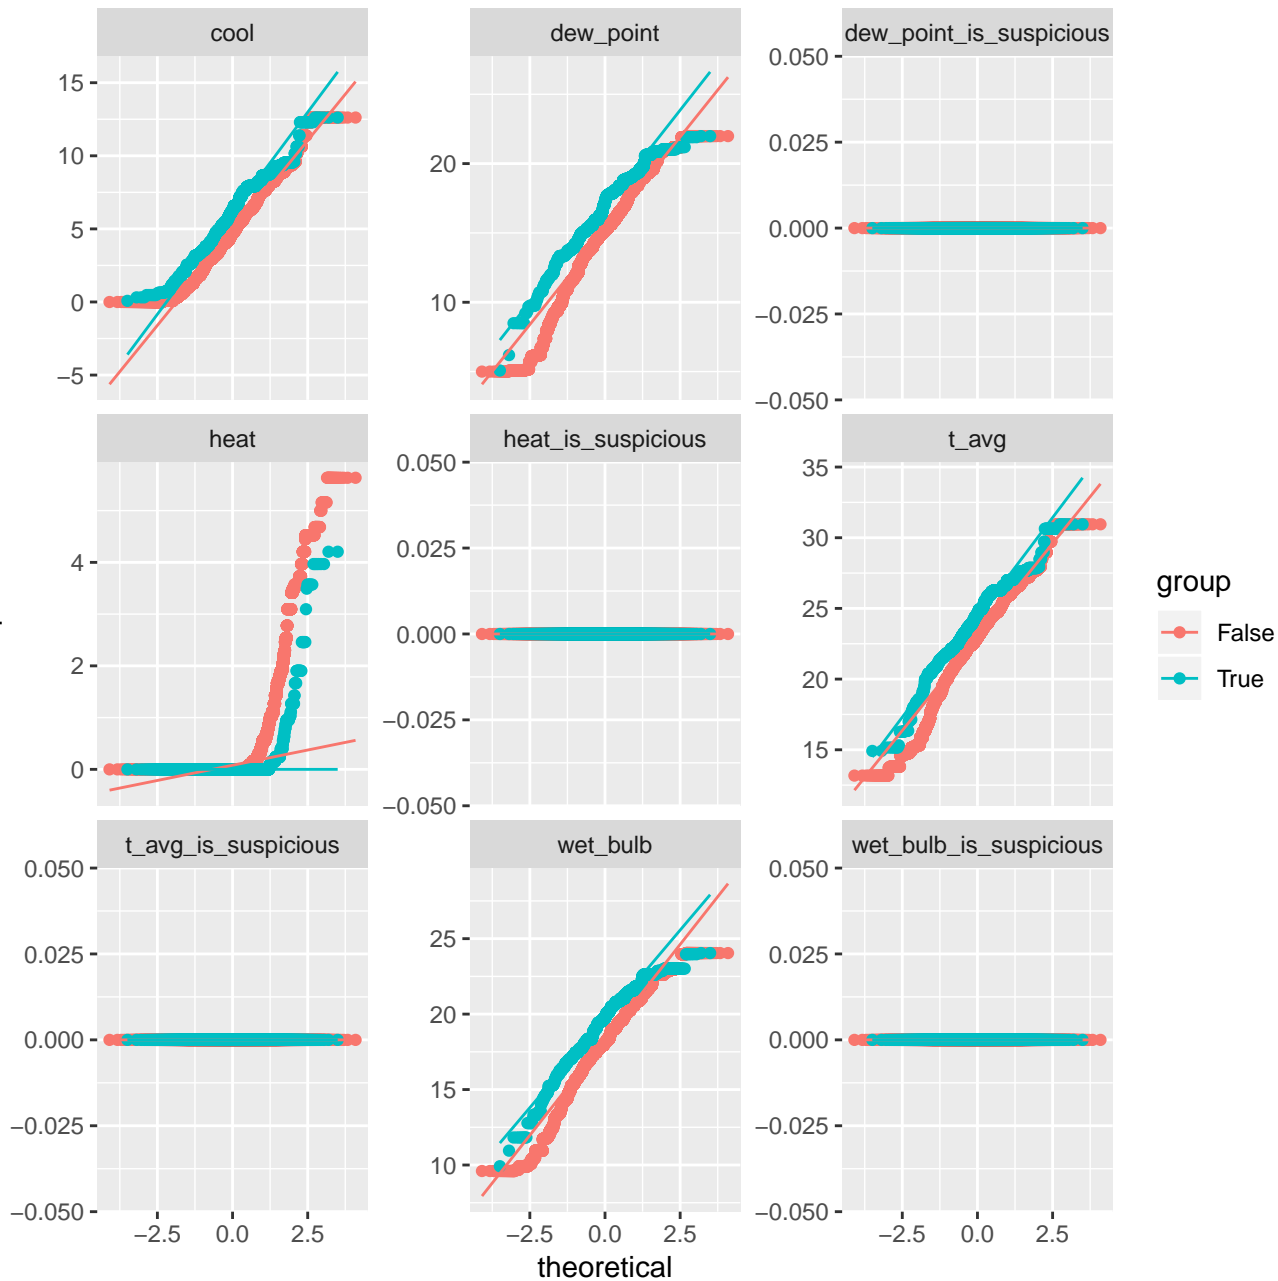 cool
dew_point
dew_point_is_suspicious
15
10
5
0
−5
20
10
0.050
0.025
0.000
−0.025
−0.050
heat
heat_is_suspicious
t_avg
4
2
0
0.050
0.025
0.000
−0.025
−0.050
35
30
25
20
15
t_avg_is_suspicious
wet_bulb
wet_bulb_is_suspicious
0.050
0.025
0.000
−0.025
−0.050
25
20
15
10
0.050
0.025
0.000
−0.025
−0.050
−2.5 0.0 2.5
−2.5 0.0 2.5
−2.5 0.0 2.5
theoretical
group
False
True